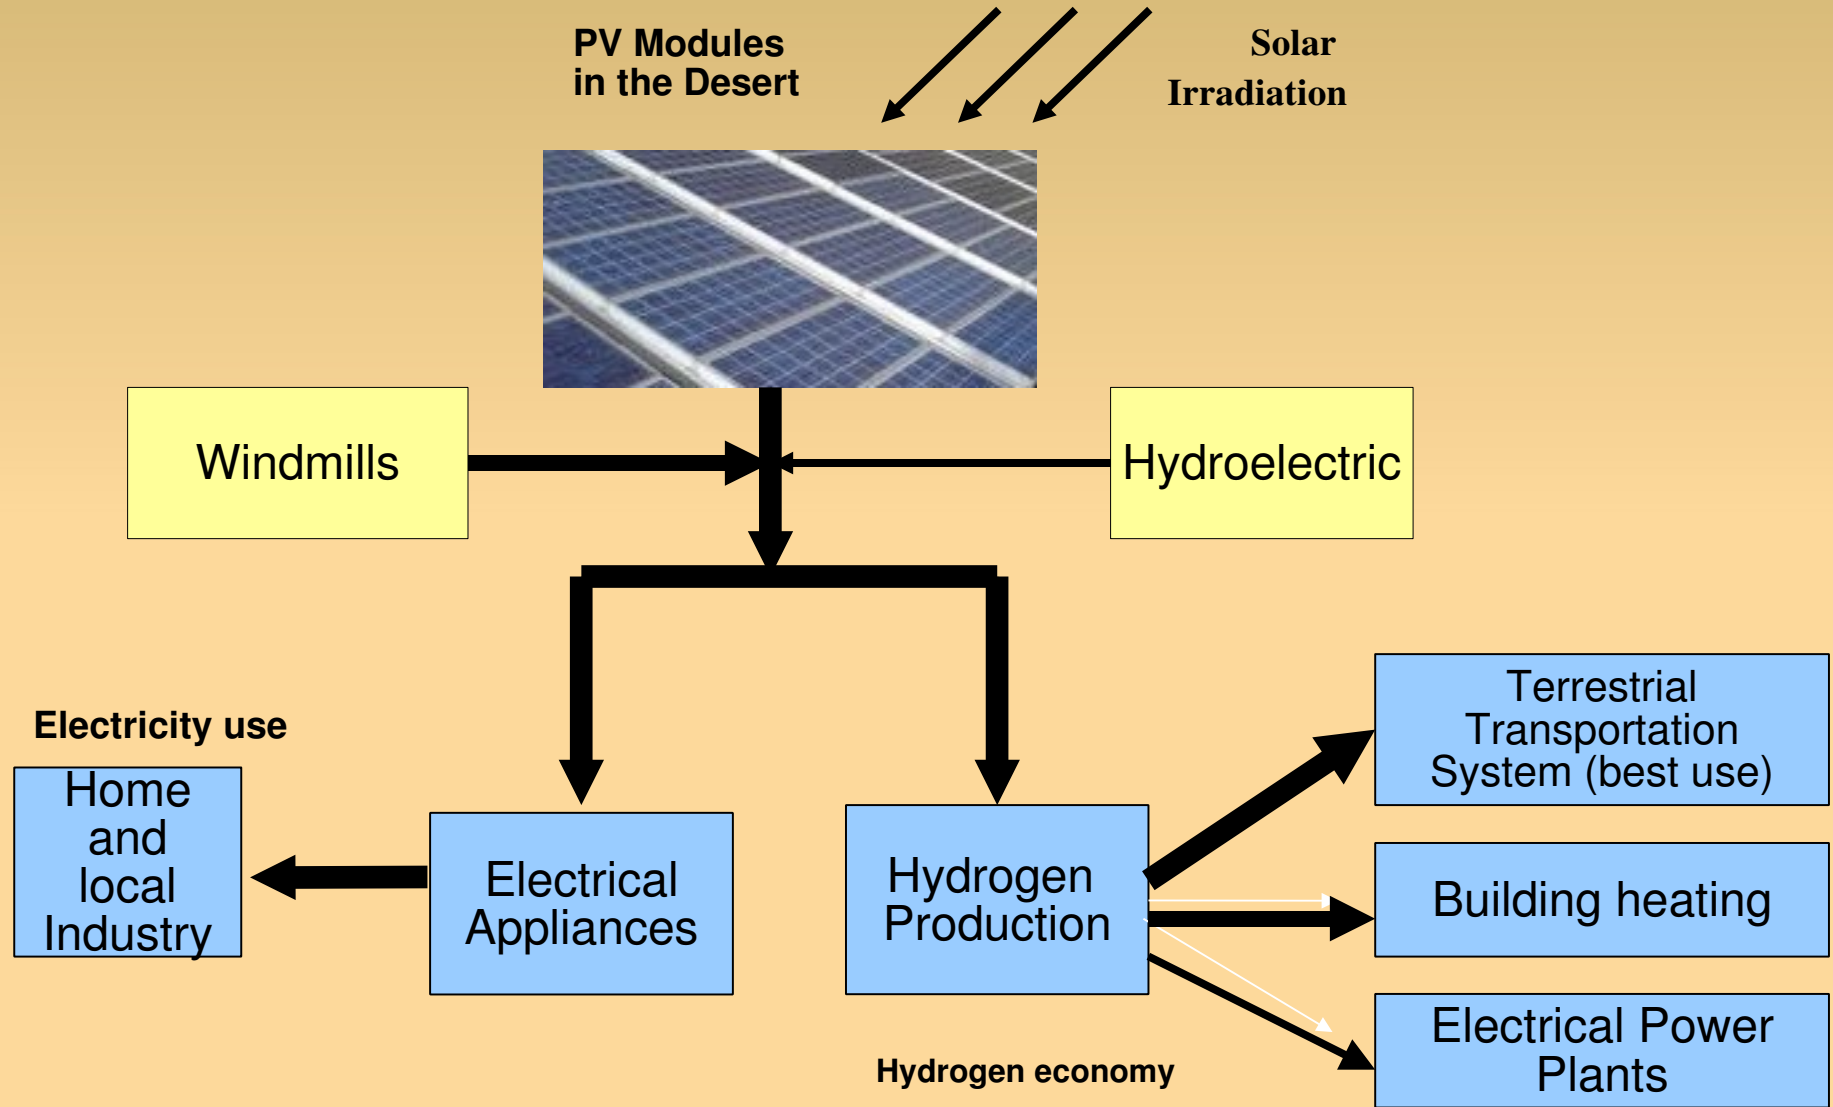 PV Modules
in the Desert
Solar
Irradiation
Windmills
Hydroelectric
Electricity use
Home
and
local
Industry
Electrical
Appliances
Hydrogen
Production
Terrestrial
Transportation
System (best use)
Building heating
Electrical Power
Plants
Hydrogen economy